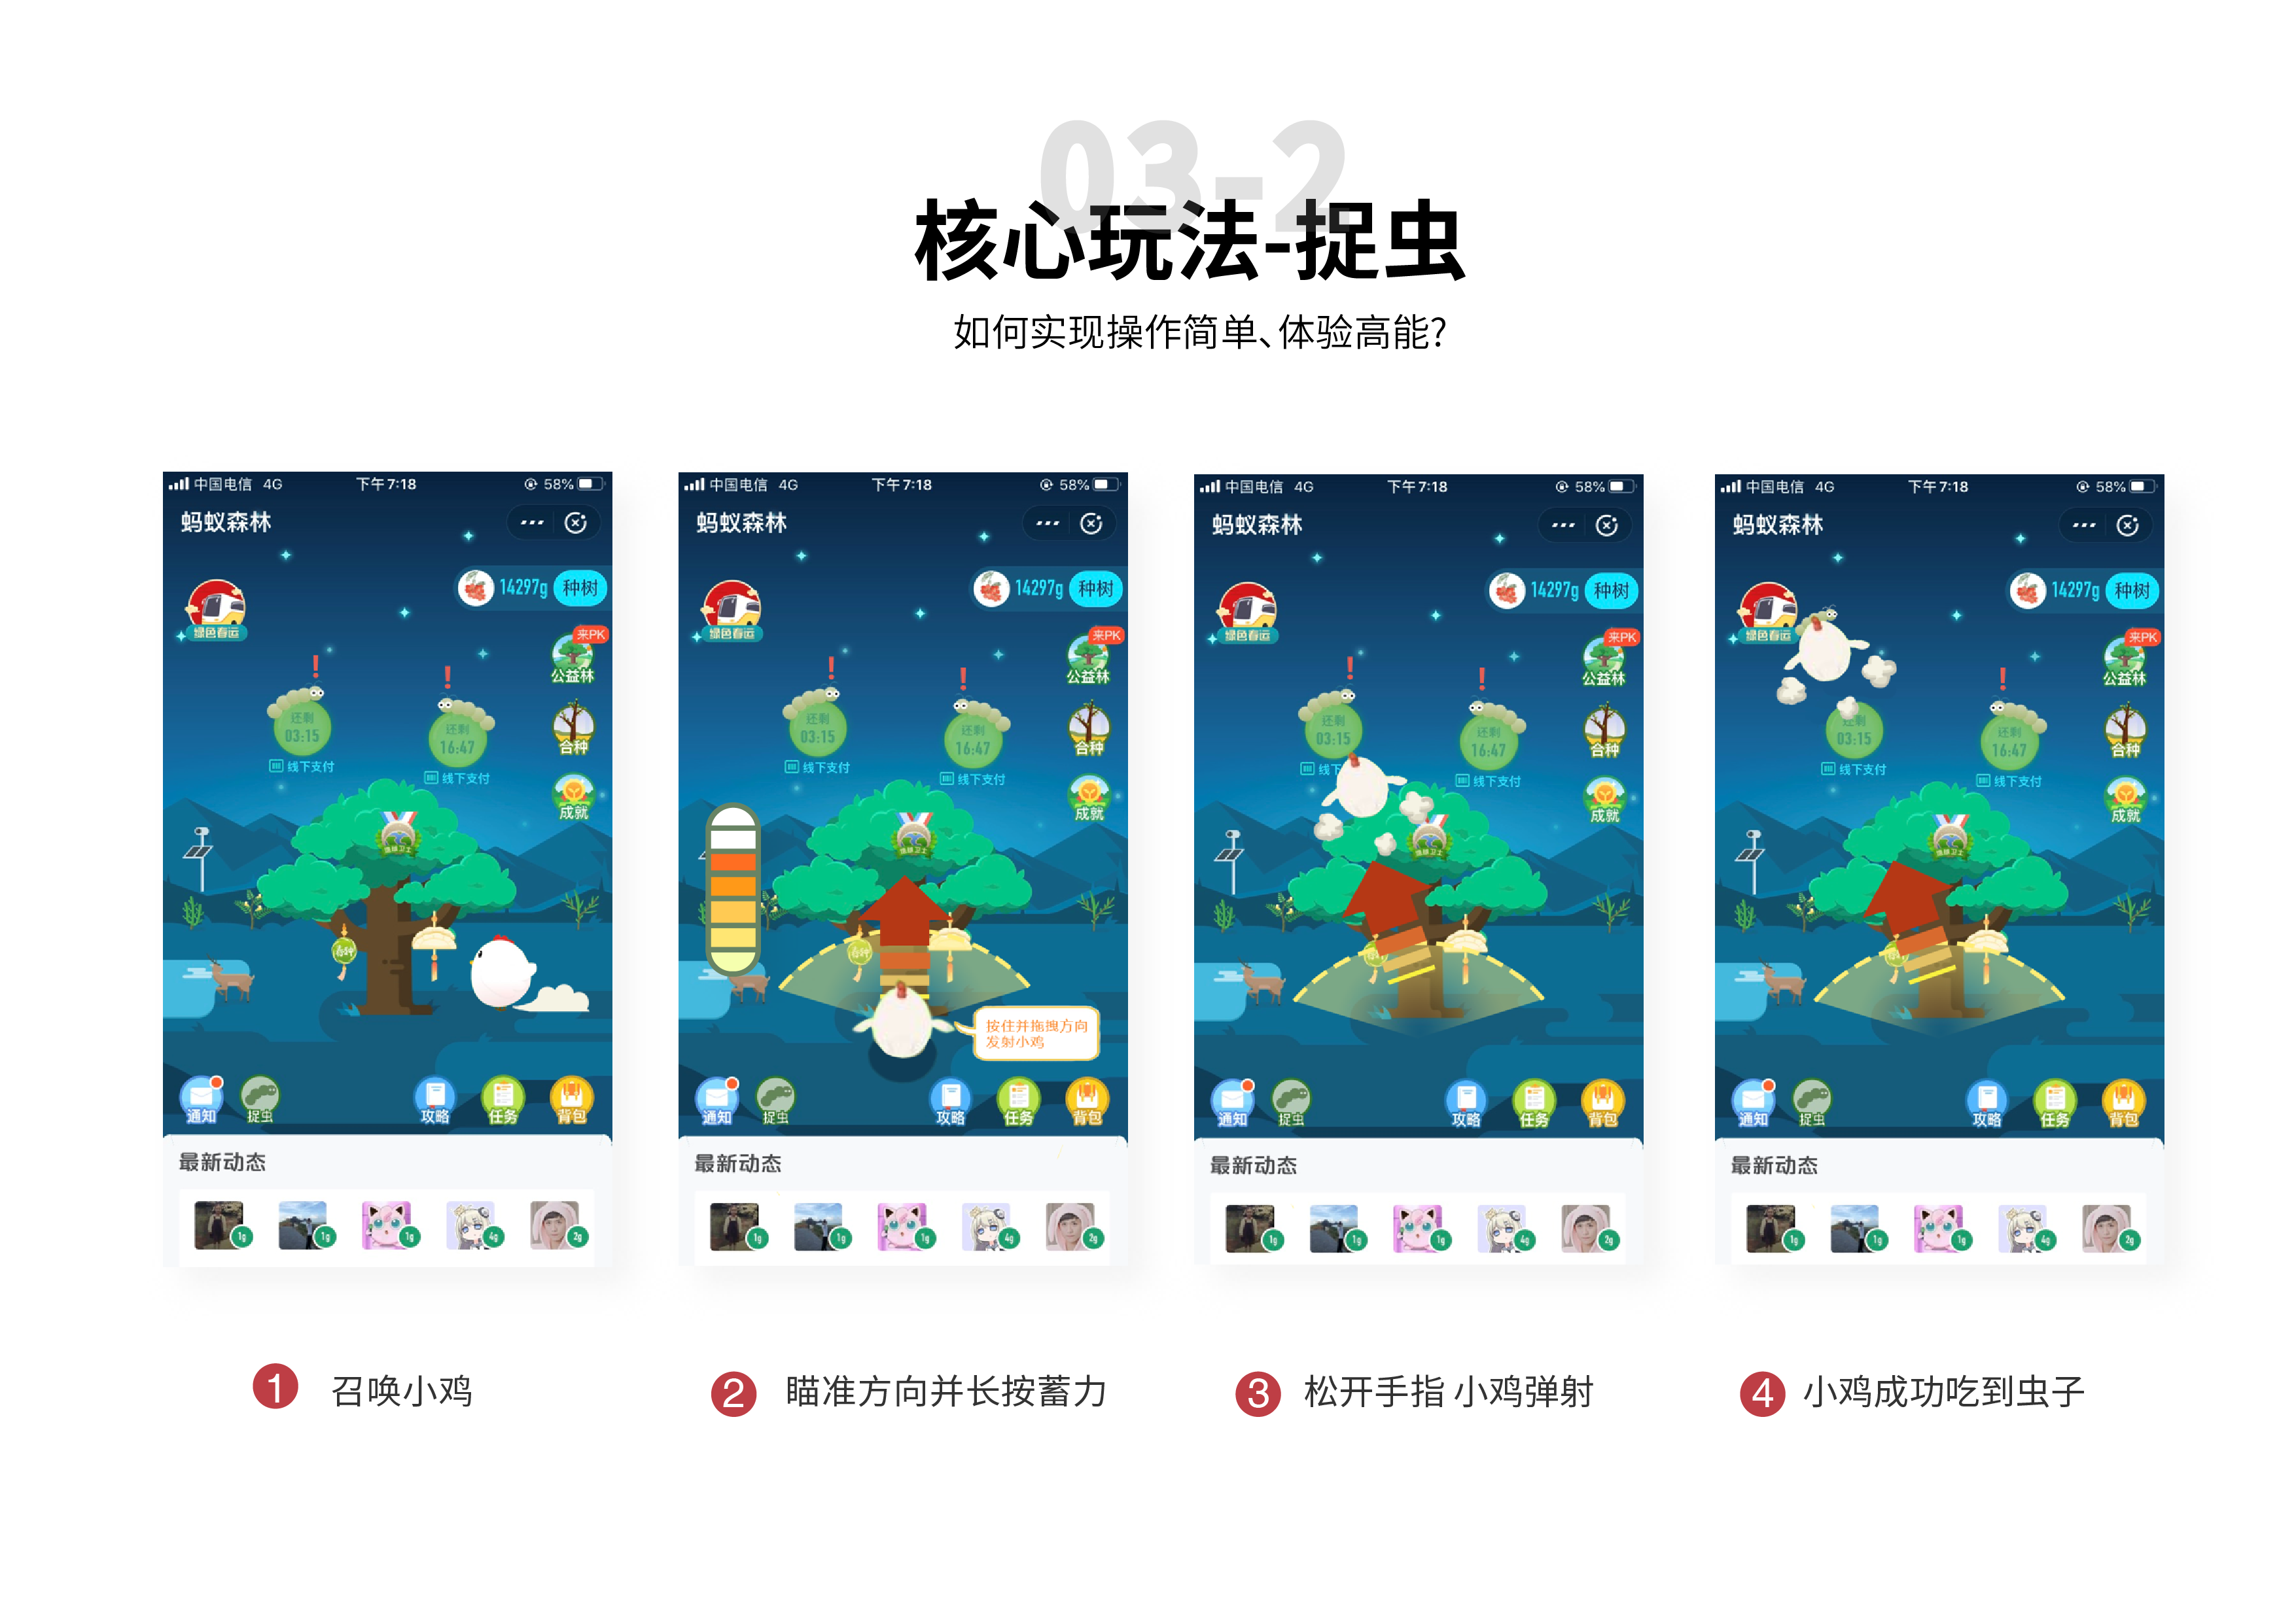 03-2
核心玩法-捉虫
如何实现操作简单、体验高能?
中国电信 4G 下午7:18 58%
蚂蚁森林
14297g 种树
绿色春运
来PK
公益林
还剩
03:15
还剩
16:47
合种
线下支付
线下支付
成就
地球卫士
通知
捉虫
攻略
任务
背包
最新动态
1g 1g 1g 4g 2g
中国电信 4G 下午7:18 58%
蚂蚁森林
14297g 种树
绿色春运
来PK
公益林
还剩
03:15
还剩
16:47
合种
线下支付
线下支付
成就
地球卫士
按住并拖拽方向
发射小鸡
通知
捉虫
攻略
任务
背包
最新动态
1g 1g 1g 4g 2g
中国电信 4G 下午7:18 58%
蚂蚁森林
14297g 种树
绿色春运
来PK
公益林
还剩
03:15
还剩
16:47
合种
线下
线下支付
成就
地球卫士
通知
捉虫
攻略
任务
背包
最新动态
1g 1g 1g 4g 2g
中国电信 4G 下午7:18 58%
蚂蚁森林
14297g 种树
绿色春运
来PK
公益林
还剩
03:15
还剩
16:47
合种
线下支付
线下支付
成就
地球卫士
通知
捉虫
攻略
任务
背包
最新动态
1g 1g 1g 4g 2g
1 召唤小鸡
2 瞄准方向并长按蓄力
3 松开手指 小鸡弹射
4 小鸡成功吃到虫子